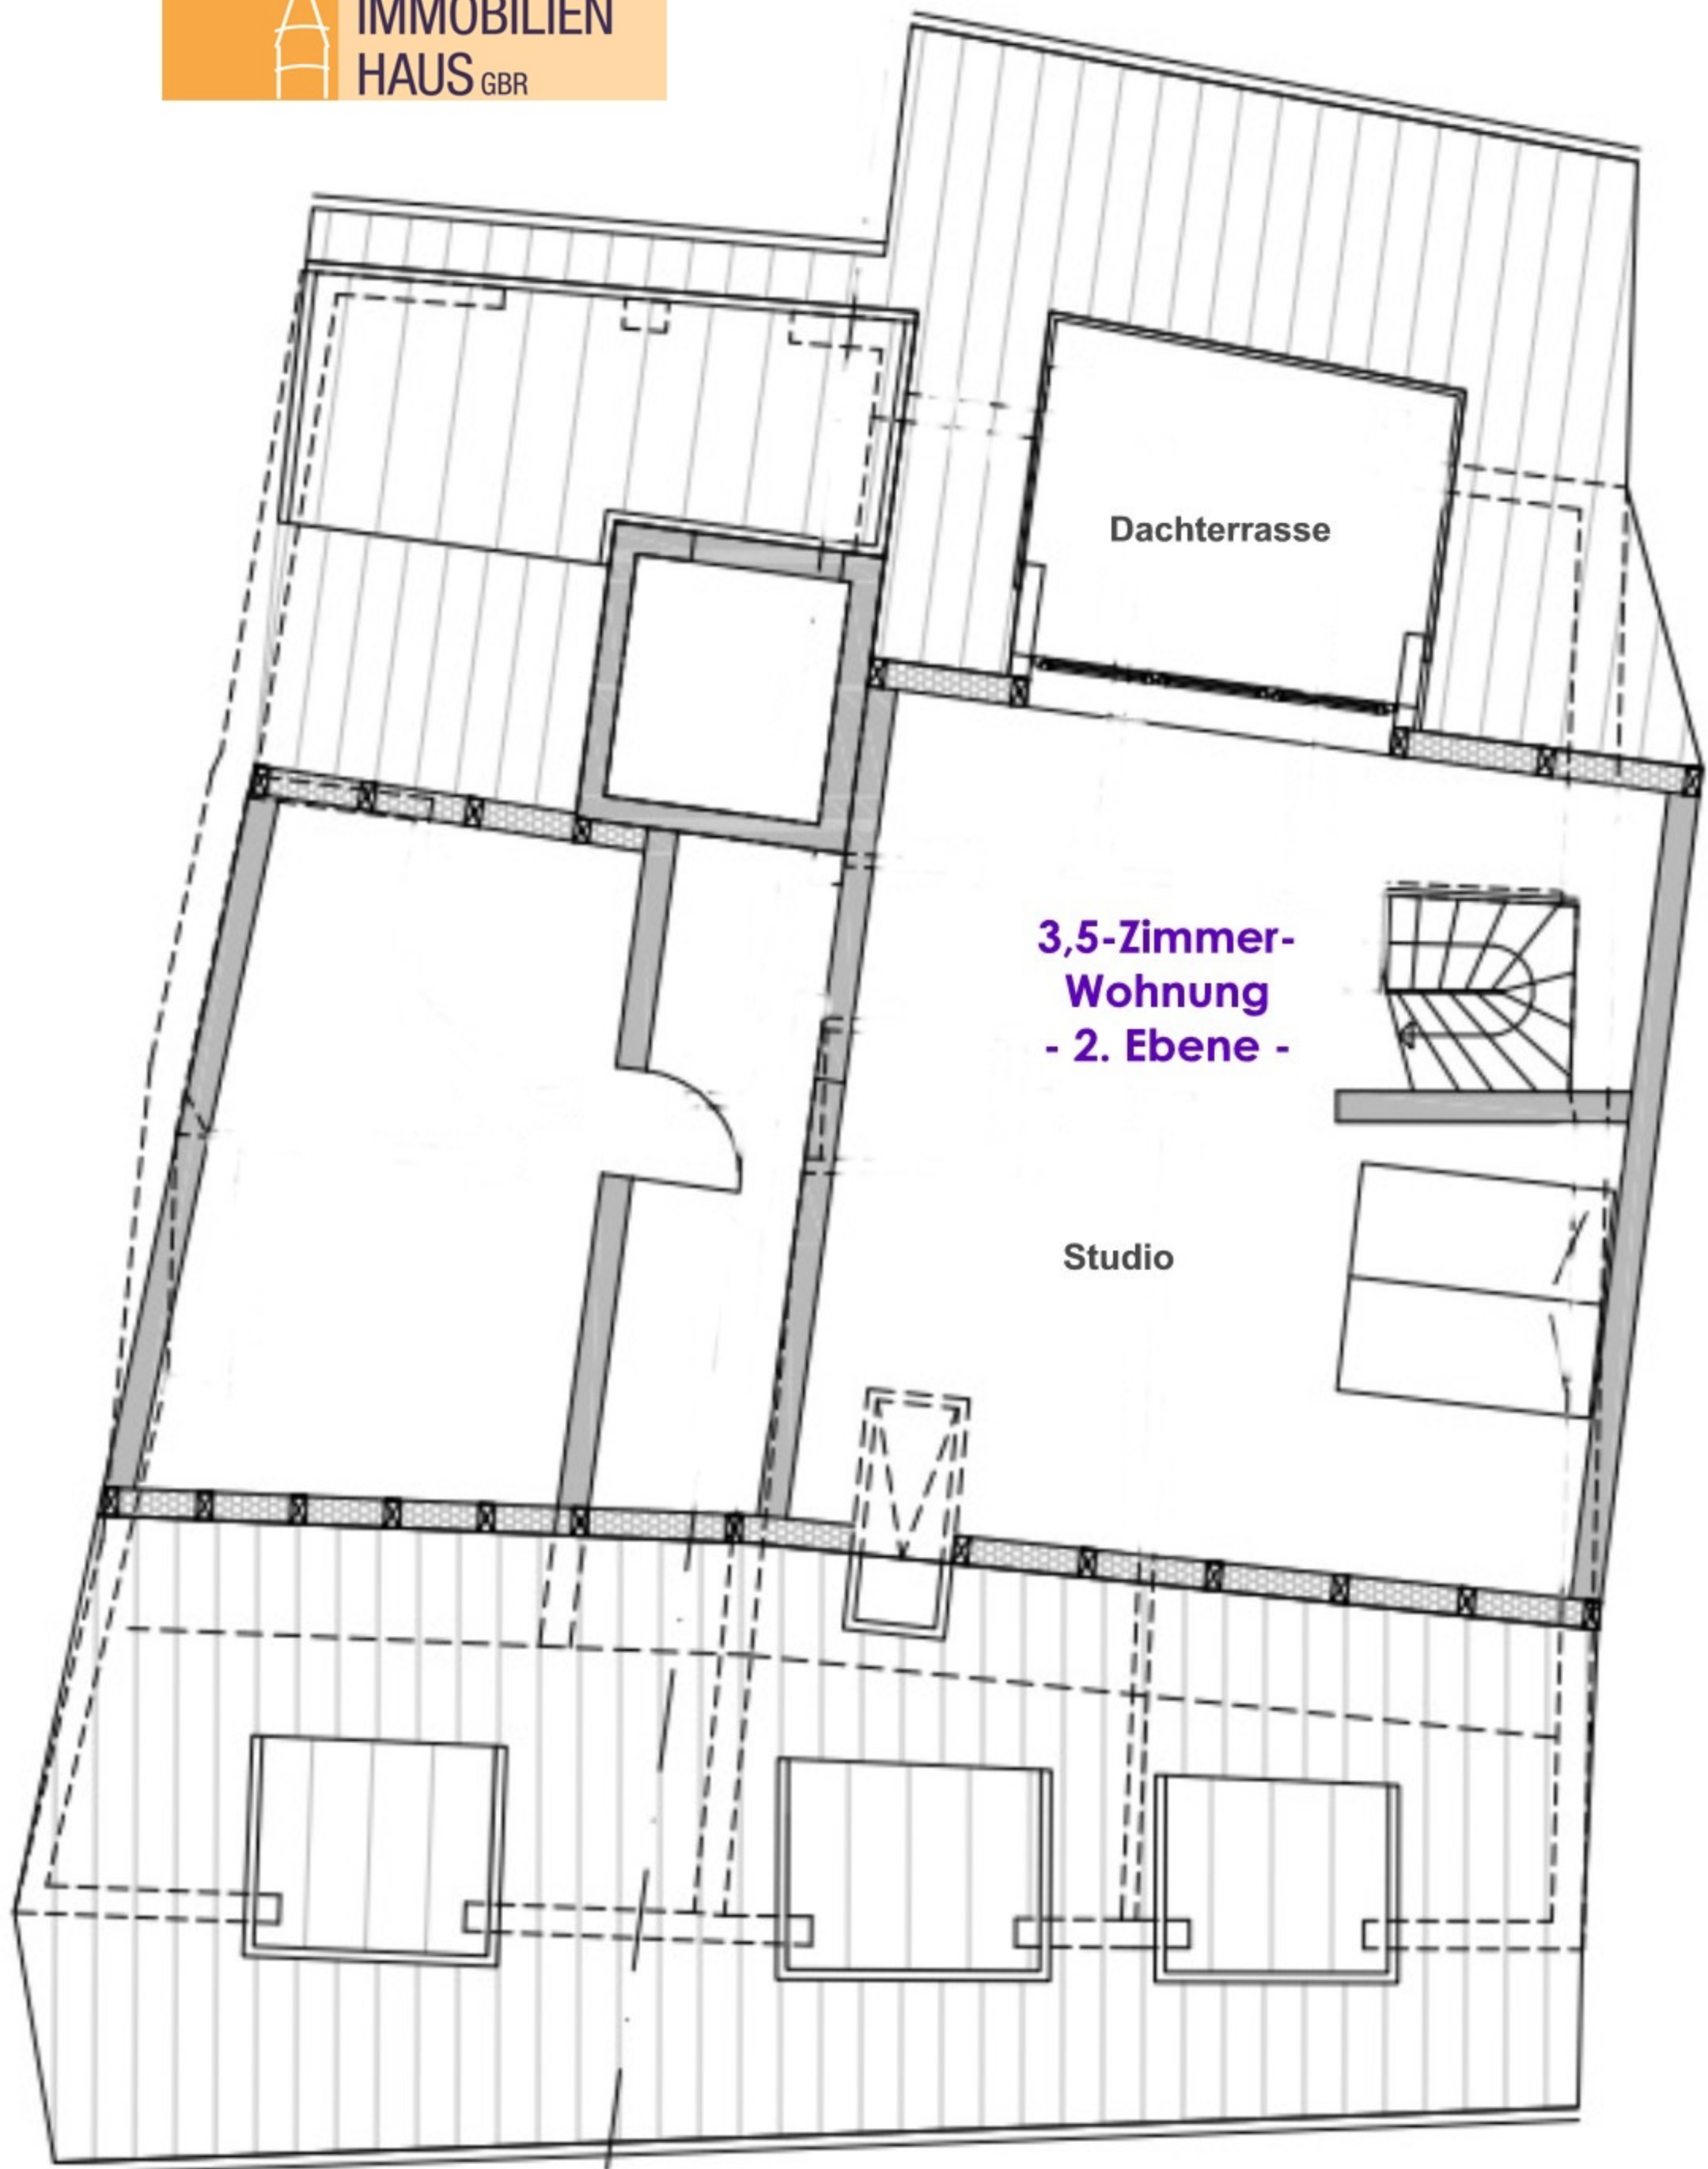 IMMOBILIEN
HAUS GBR
Dachterrasse
3,5-Zimmer-
Wohnung
- 2. Ebene -
Studio